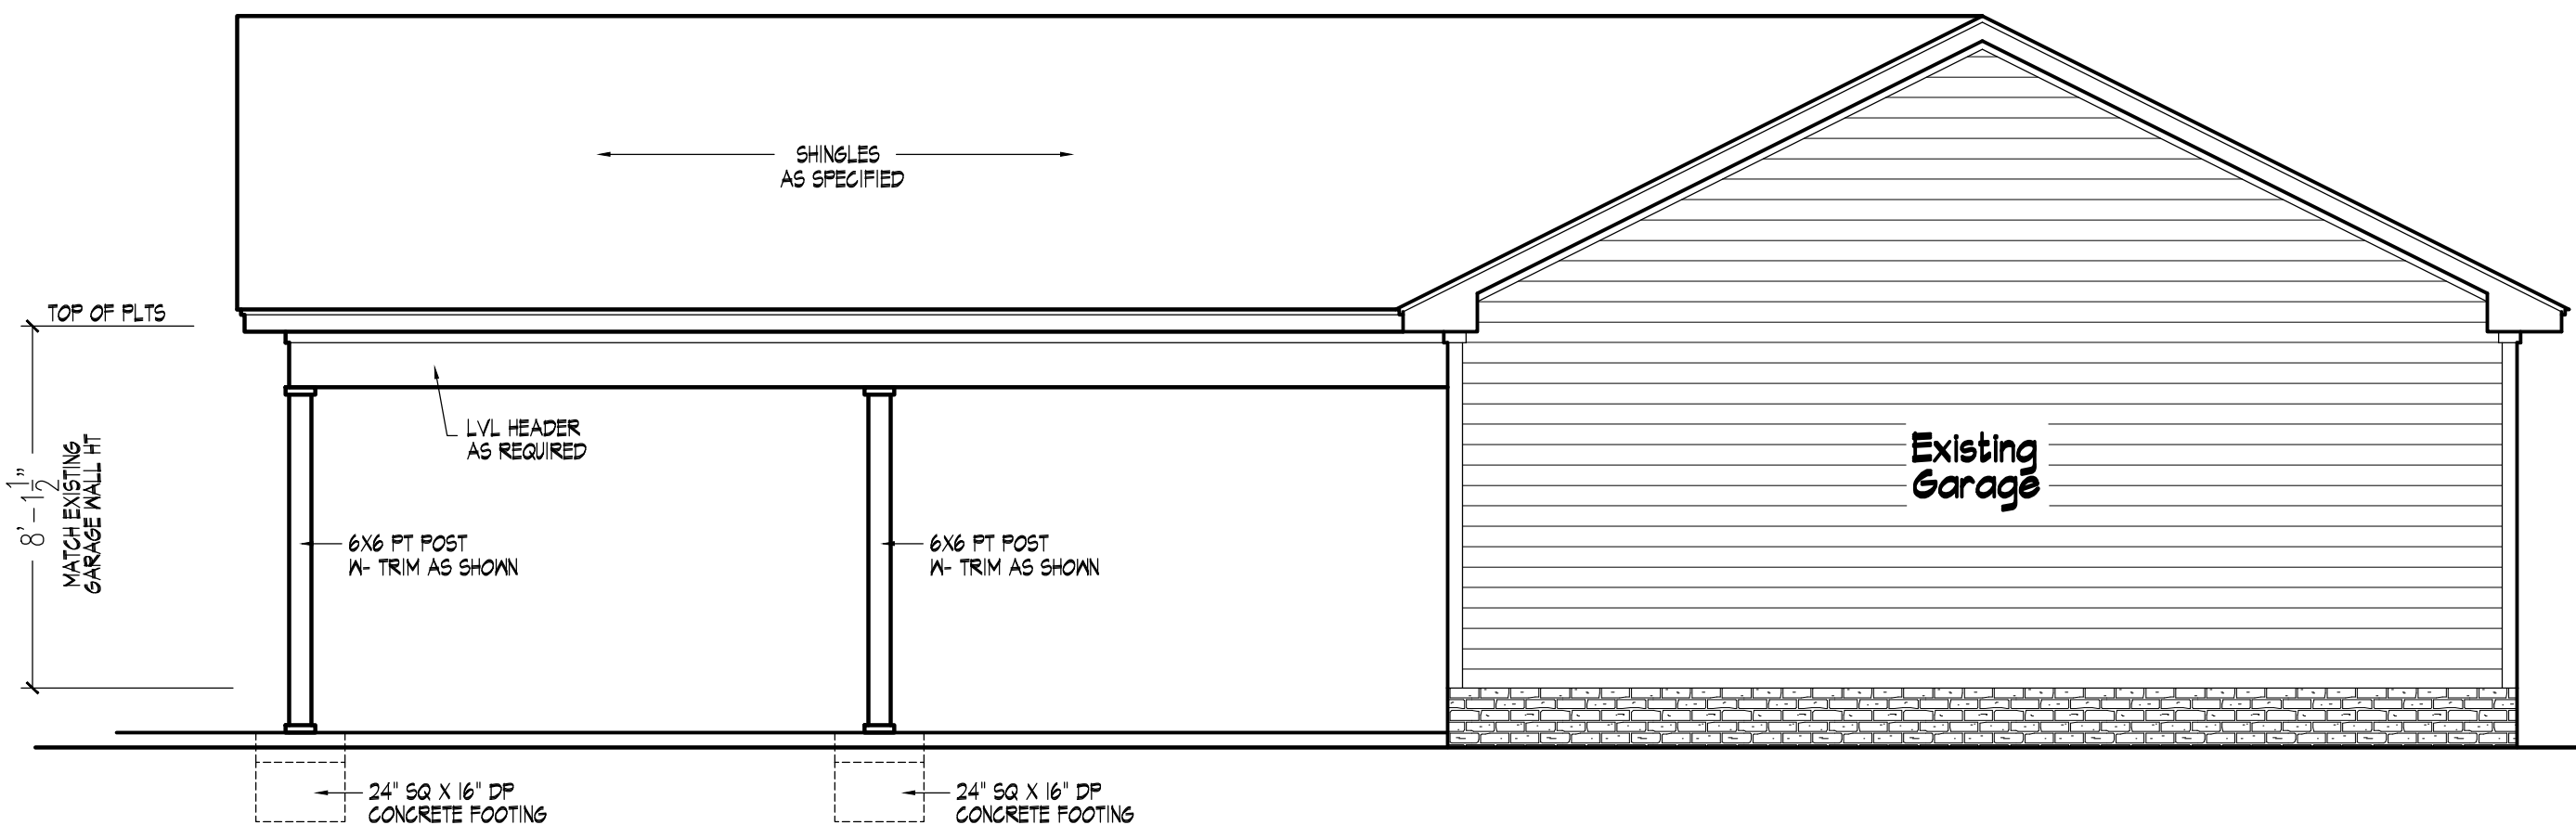 SHINGLES
AS SPECIFIED
TOP OF PLTS
LVL HEADER
AS REQUIRED
8' - 1 1/2"
MATCH EXISTING
GARAGE WALL HT
6X6 PT POST
W- TRIM AS SHOWN
6X6 PT POST
W- TRIM AS SHOWN
Existing
Garage
24" SQ X 16" DP
CONCRETE FOOTING
24" SQ X 16" DP
CONCRETE FOOTING